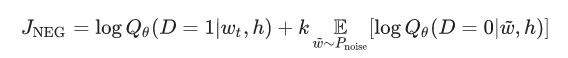 J_NEG = log Q_θ(D = 1|w_t, h) + k 𝔼_{w̃∼P_noise} [log Q_θ(D = 0|w̃, h)]